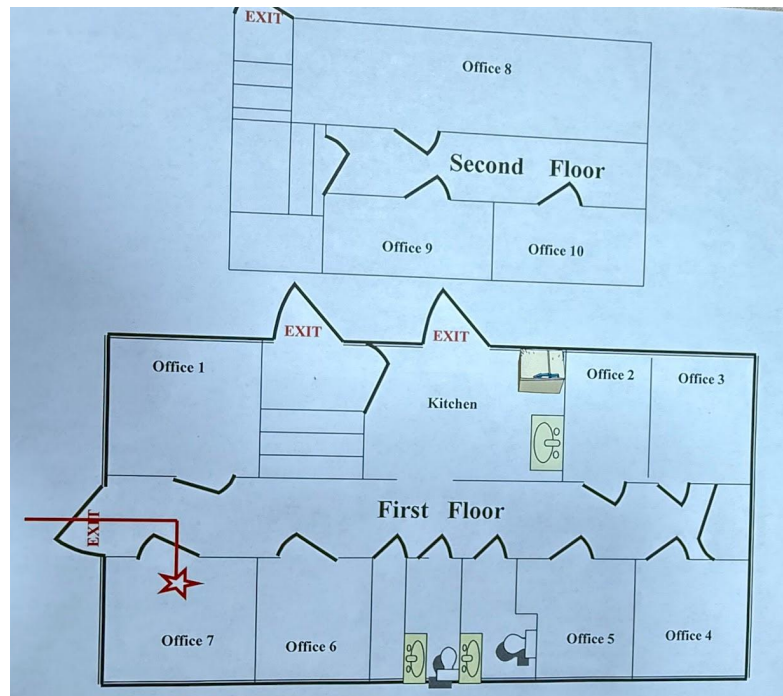 EXIT
Office 8
Second Floor
Office 9
Office 10
EXIT
EXIT
Office 1
Office 2
Office 3
Kitchen
First Floor
EXIT
Office 7
Office 6
Office 5
Office 4